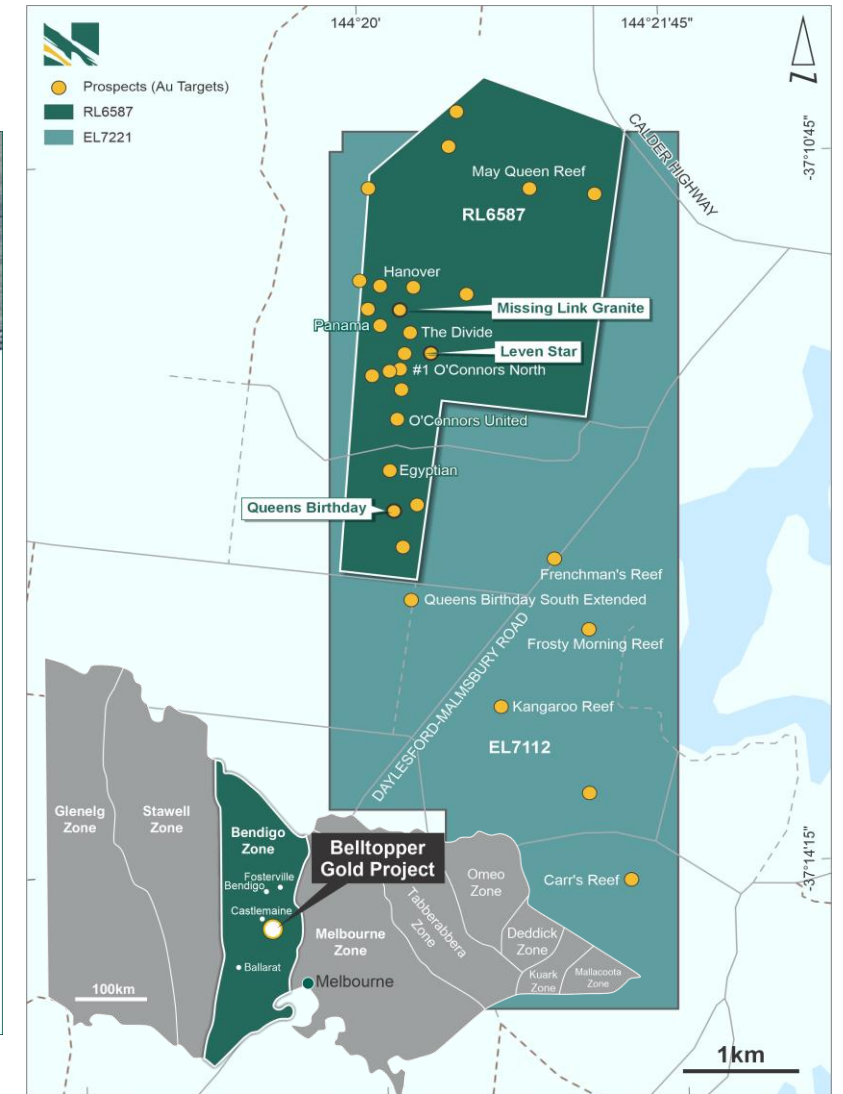 144°20'
144°21'45"
Prospects (Au Targets)
RL6587
EL7221
N
CALDER HIGHWAY
-37°10'45"
May Queen Reef
RL6587
Hanover
Missing Link Granite
Panama
The Divide
Leven Star
#1 O'Connors North
O'Connors United
Egyptian
Queens Birthday
Frenchman's Reef
Queens Birthday South Extended
Frosty Morning Reef
DAYLESFORD-MALMSBURY ROAD
Kangaroo Reef
EL7112
Glenelg
Zone
Stawell
Zone
Bendigo
Zone
Belltopper
Gold Project
Fosterville
Bendigo
Castlemaine
Ballarat
Melbourne
Zone
Melbourne
Tabberabbera
Zone
Omeo
Zone
Deddick
Zone
Kuark
Zone
Mallacoota
Zone
Carr's Reef
-37°14'15"
100km
1km